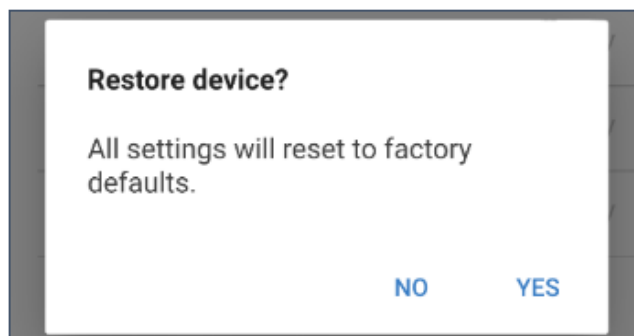 Restore device?
All settings will reset to factory
defaults.
NO YES